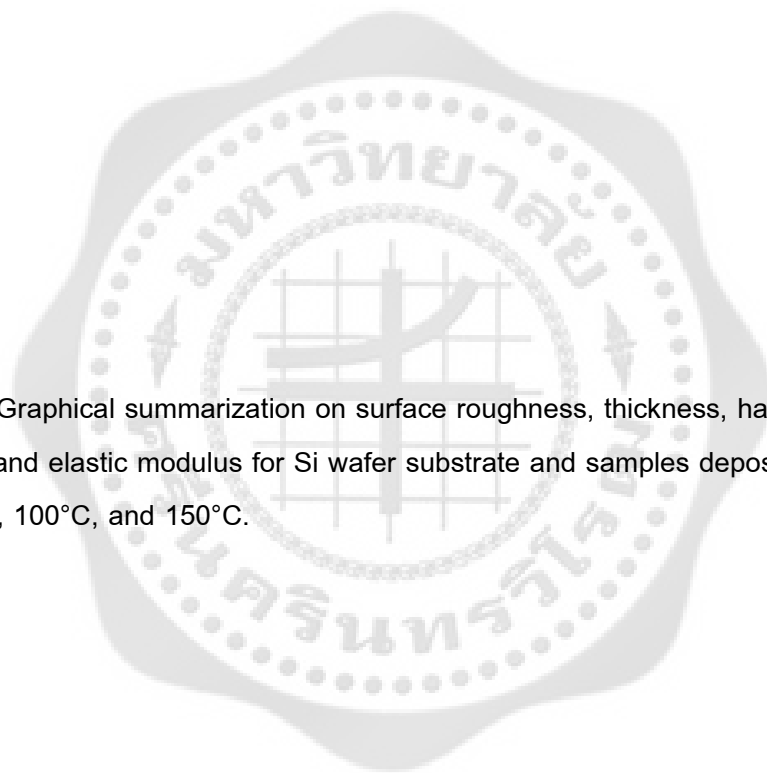 มหาวิทยาลัย
Graphical summarization on surface roughness, thickness, ha
and elastic modulus for Si wafer substrate and samples depos
, 100°C, and 150°C.
ศรีนครินทรวิโรฒ